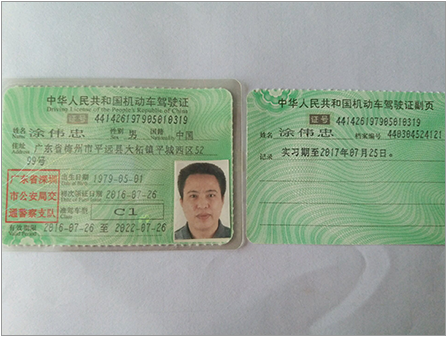 中华人民共和国机动车驾驶证
Driving License of the People's Republic of China
证号 441426197905010319
姓名 涂伟忠 性别 男 国籍 中国
住址 广东省梅州市平远县大柘镇平城西区52
99号
广东省深圳
市公安局交
通警察支队
出生日期 1979-05-01
初次领证日期 2016-07-26
准驾车型 C1
有效期限 2016-07-26 至 2022-07-26
中华人民共和国机动车驾驶证副页
证号 441426197905010319
姓名 涂伟忠 档案编号 440304524121
记录 实习期至2017年07月25日。